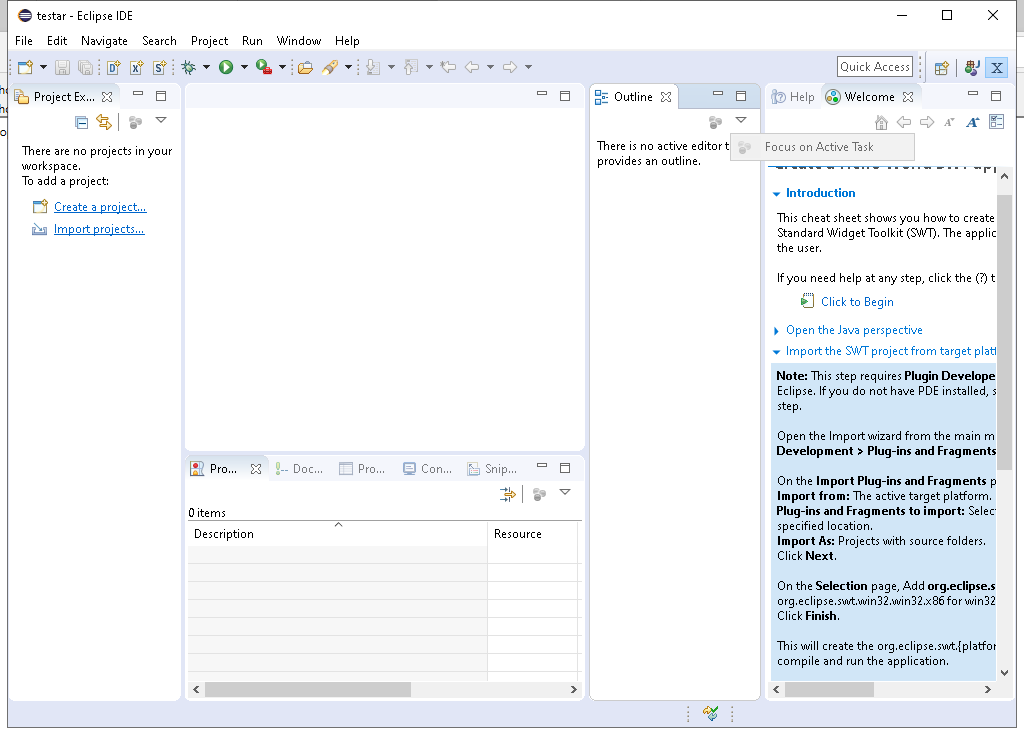 testar - Eclipse IDE
File Edit Navigate Search Project Run Window Help
Quick Access
Project Ex...
There are no projects in your
workspace.
To add a project:
Create a project...
Import projects...
Outline
There is no active editor t
provides an outline.
Focus on Active Task
Help
Welcome
Introduction
This cheat sheet shows you how to create
Standard Widget Toolkit (SWT). The applic
the user.
If you need help at any step, click the (?) t
Click to Begin
Open the Java perspective
Import the SWT project from target platf
Note: This step requires Plugin Develope
Eclipse. If you do not have PDE installed, s
step.
Open the Import wizard from the main m
Development > Plug-ins and Fragments
On the Import Plug-ins and Fragments p
Import from: The active target platform.
Plug-ins and Fragments to import: Select
specified location.
Import As: Projects with source folders.
Click Next.
On the Selection page, Add org.eclipse.s
org.eclipse.swt.win32.win32.x86 for win32
Click Finish.
This will create the org.eclipse.swt.{platfor
compile and run the application.
Pro... Doc... Pro... Con... Snip...
0 items
Description Resource